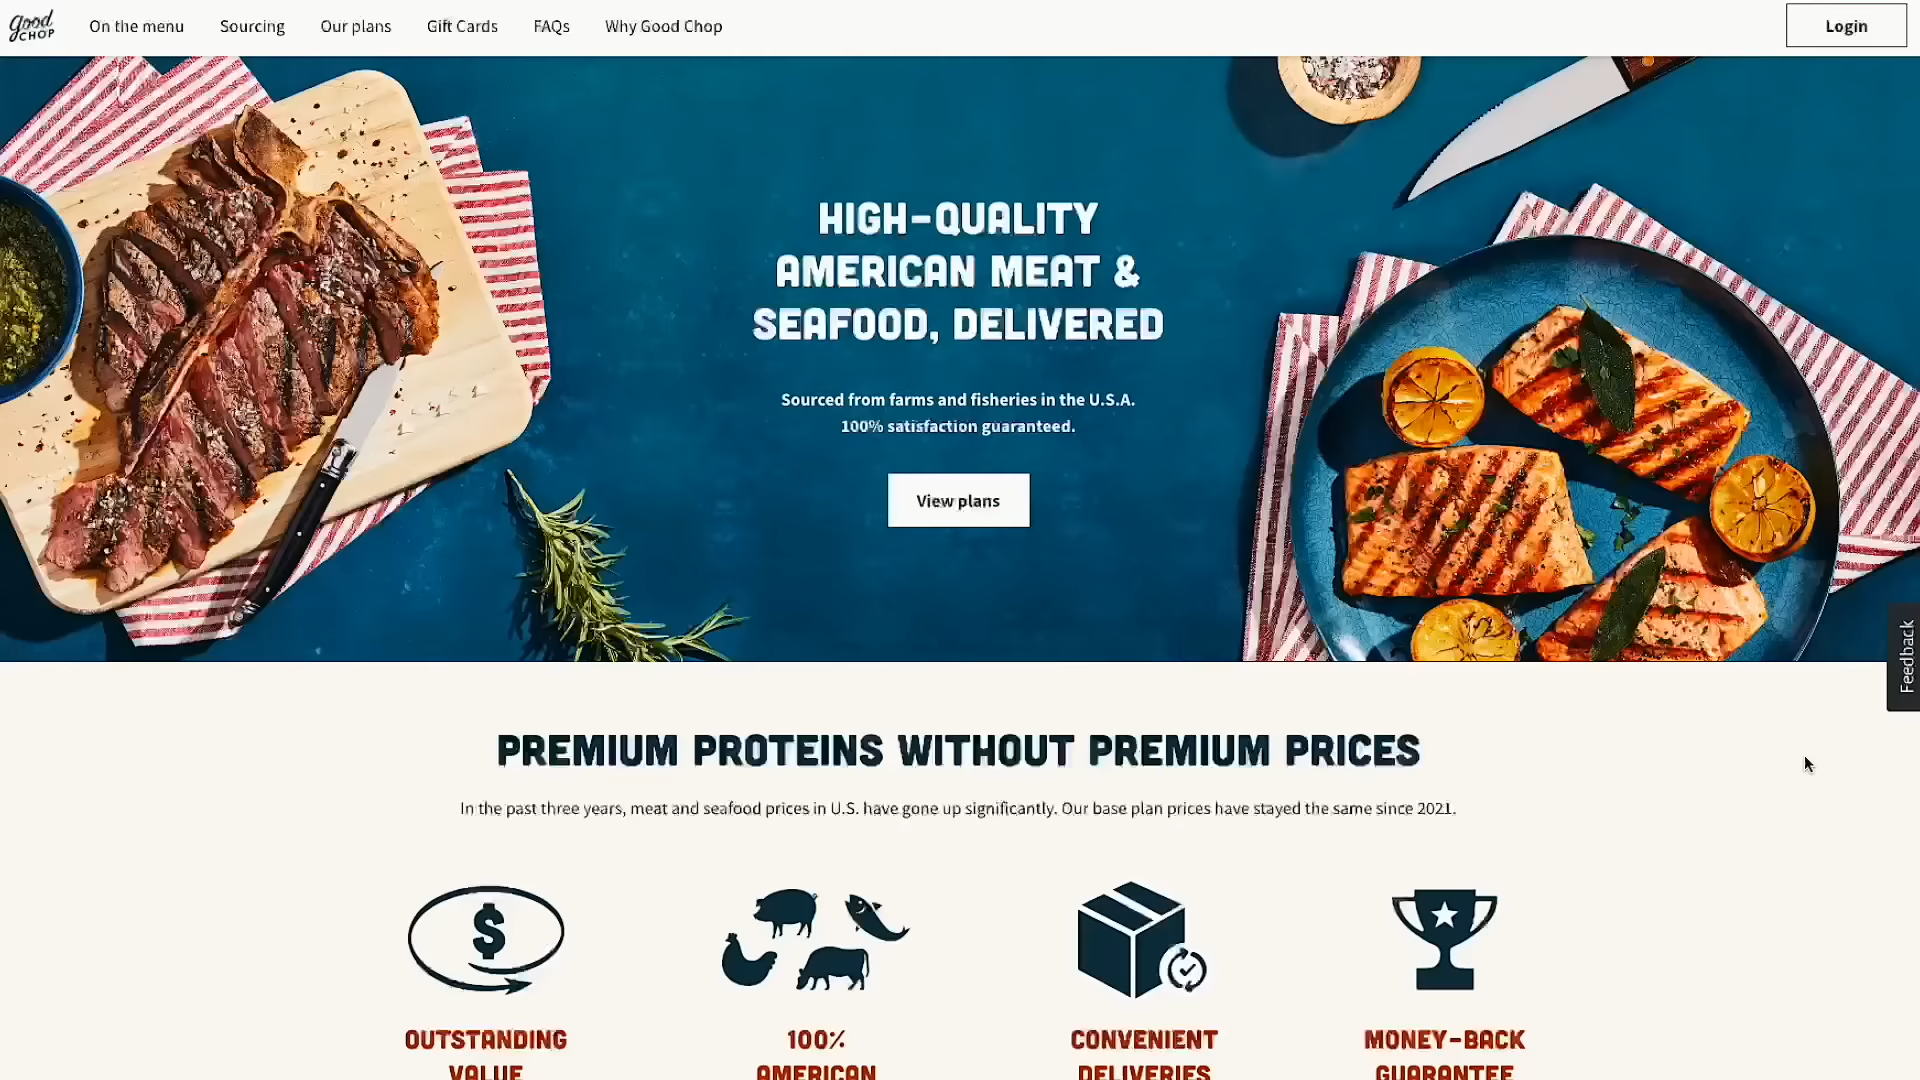 good
CHOP
On the menu
Sourcing
Our plans
Gift Cards
FAQs
Why Good Chop
Login
HIGH-QUALITY
AMERICAN MEAT &
SEAFOOD, DELIVERED
Sourced from farms and fisheries in the U.S.A.
100% satisfaction guaranteed.
View plans
Feedback
PREMIUM PROTEINS WITHOUT PREMIUM PRICES
In the past three years, meat and seafood prices in U.S. have gone up significantly. Our base plan prices have stayed the same since 2021.
$
OUTSTANDING
VALUE
100%
AMERICAN
CONVENIENT
DELIVERIES
MONEY-BACK
GUARANTEE